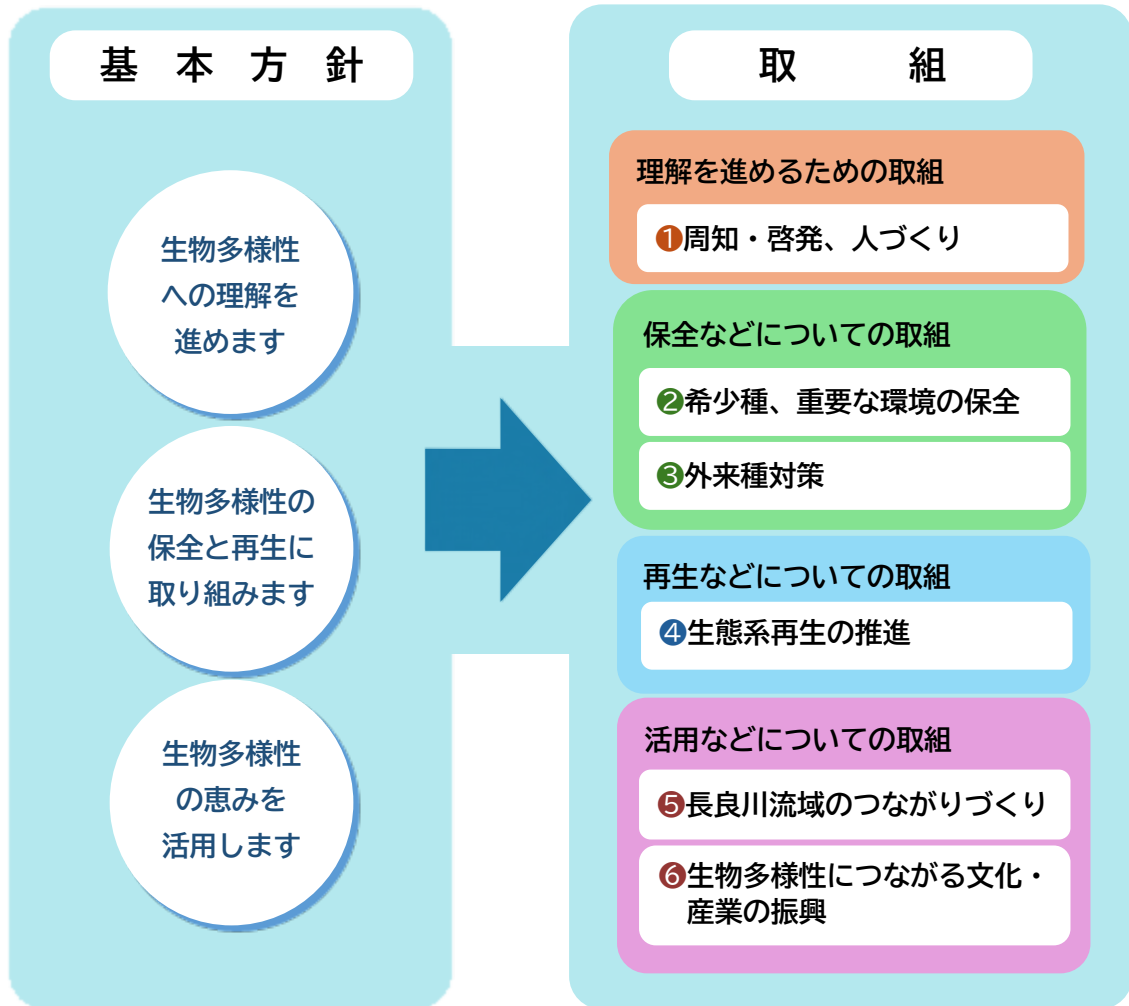 基本方針
生物多様性
への理解を
進めます
生物多様性の
保全と再生に
取り組みます
生物多様性
の恵みを
活用します
取組
理解を進めるための取組
❶周知・啓発、人づくり
保全などについての取組
❷希少種、重要な環境の保全
❸外来種対策
再生などについての取組
❹生態系再生の推進
活用などについての取組
❺長良川流域のつながりづくり
❻生物多様性につながる文化・
産業の振興